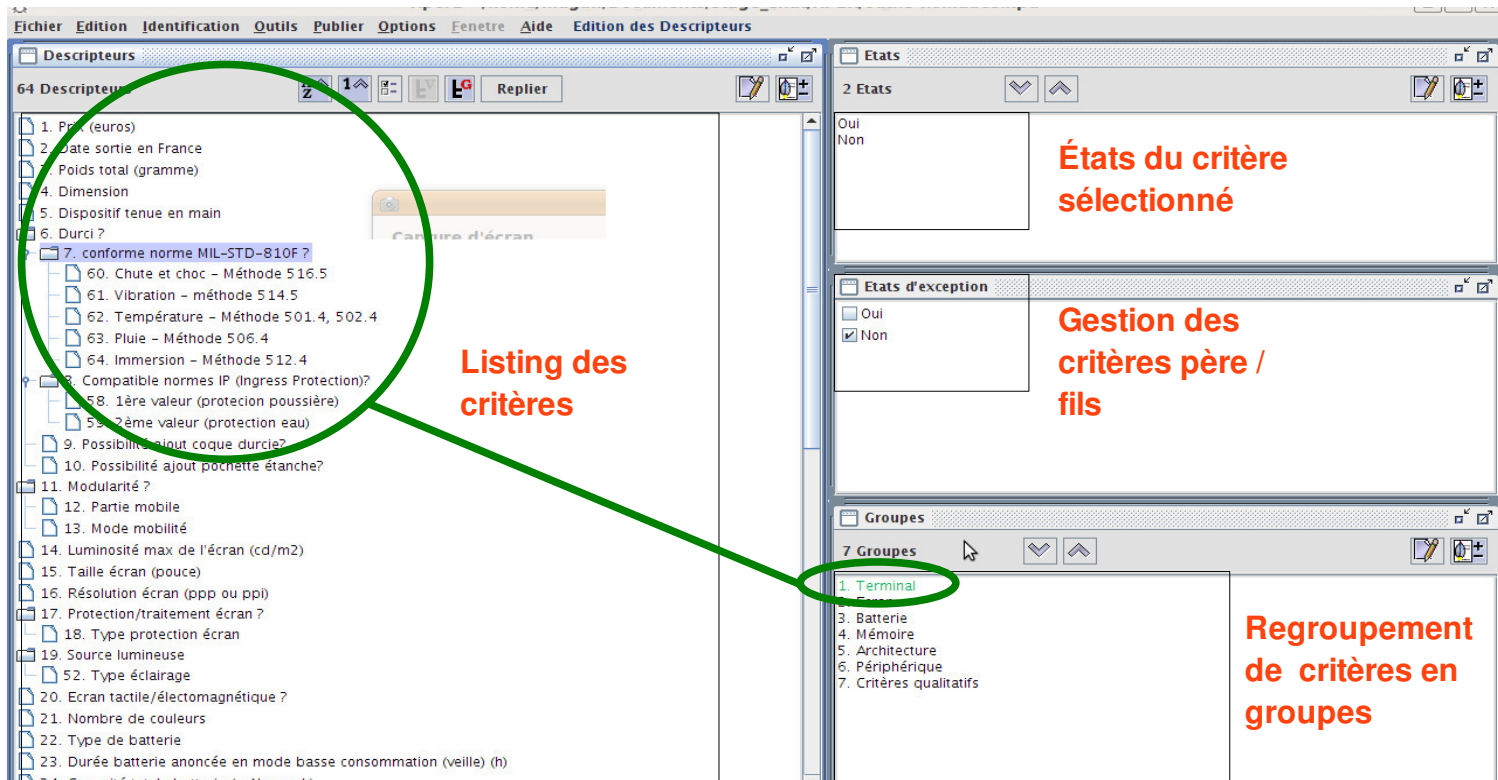 Fichier Edition Identification Outils Publier Options Fenetre Aide Edition des Descripteurs
Descripteurs
64 Descripteurs
Replier
1. Prix (euros)
2. Date sortie en France
3. Poids total (gramme)
4. Dimension
5. Dispositif tenue en main
6. Durci ?
7. conforme norme MIL-STD-810F ?
60. Chute et choc - Méthode 516.5
61. Vibration - méthode 514.5
62. Température - Méthode 501.4, 502.4
63. Pluie - Méthode 506.4
64. Immersion - Méthode 512.4
8. Compatible normes IP (Ingress Protection)?
58. 1ère valeur (protecion poussière)
59. 2ème valeur (protection eau)
9. Possibilité ajout coque durcie?
10. Possibilité ajout pochette étanche?
11. Modularité ?
12. Partie mobile
13. Mode mobilité
14. Luminosité max de l'écran (cd/m2)
15. Taille écran (pouce)
16. Résolution écran (ppp ou ppi)
17. Protection/traitement écran ?
18. Type protection écran
19. Source lumineuse
52. Type éclairage
20. Ecran tactile/électomagnétique ?
21. Nombre de couleurs
22. Type de batterie
23. Durée batterie anoncée en mode basse consommation (veille) (h)
Capture d'écran
Listing des
critères
Etats
2 Etats
Oui
Non
États du critère
sélectionné
Etats d'exception
Oui
Non
Gestion des
critères père /
fils
Groupes
7 Groupes
1. Terminal
2. Ecran
3. Batterie
4. Mémoire
5. Architecture
6. Périphérique
7. Critères qualitatifs
Regroupement
de critères en
groupes